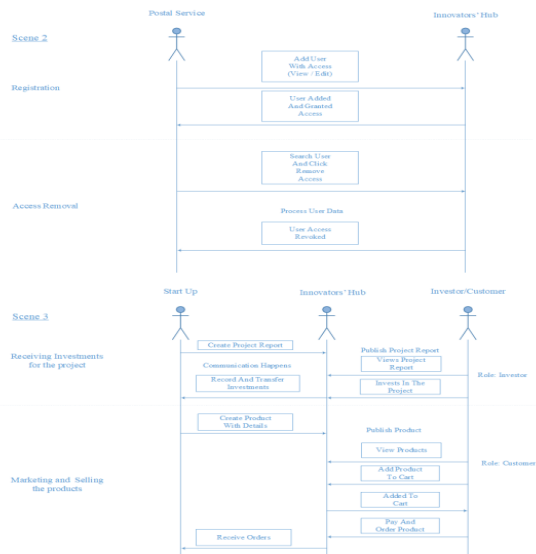 Postal Service
Innovators' Hub
Scene 2
Add User
With Access
(View / Edit)
Registration
User Added
And Granted
Access
Search User
And Click
Remove
Access
Access Removal
Process User Data
User Access
Revoked
Start Up
Innovators' Hub
Investor/Customer
Scene 3
Create Project Report
Publish Project Report
Receiving Investments
for the project
Views Project
Report
Communication Happens
Role: Investor
Record And Transfer
Investments
Invests In The
Project
Create Product
With Details
Publish Product
View Products
Role: Customer
Add Product
To Cart
Marketing and Selling
the products
Added To
Cart
Pay And
Order Product
Receive Orders